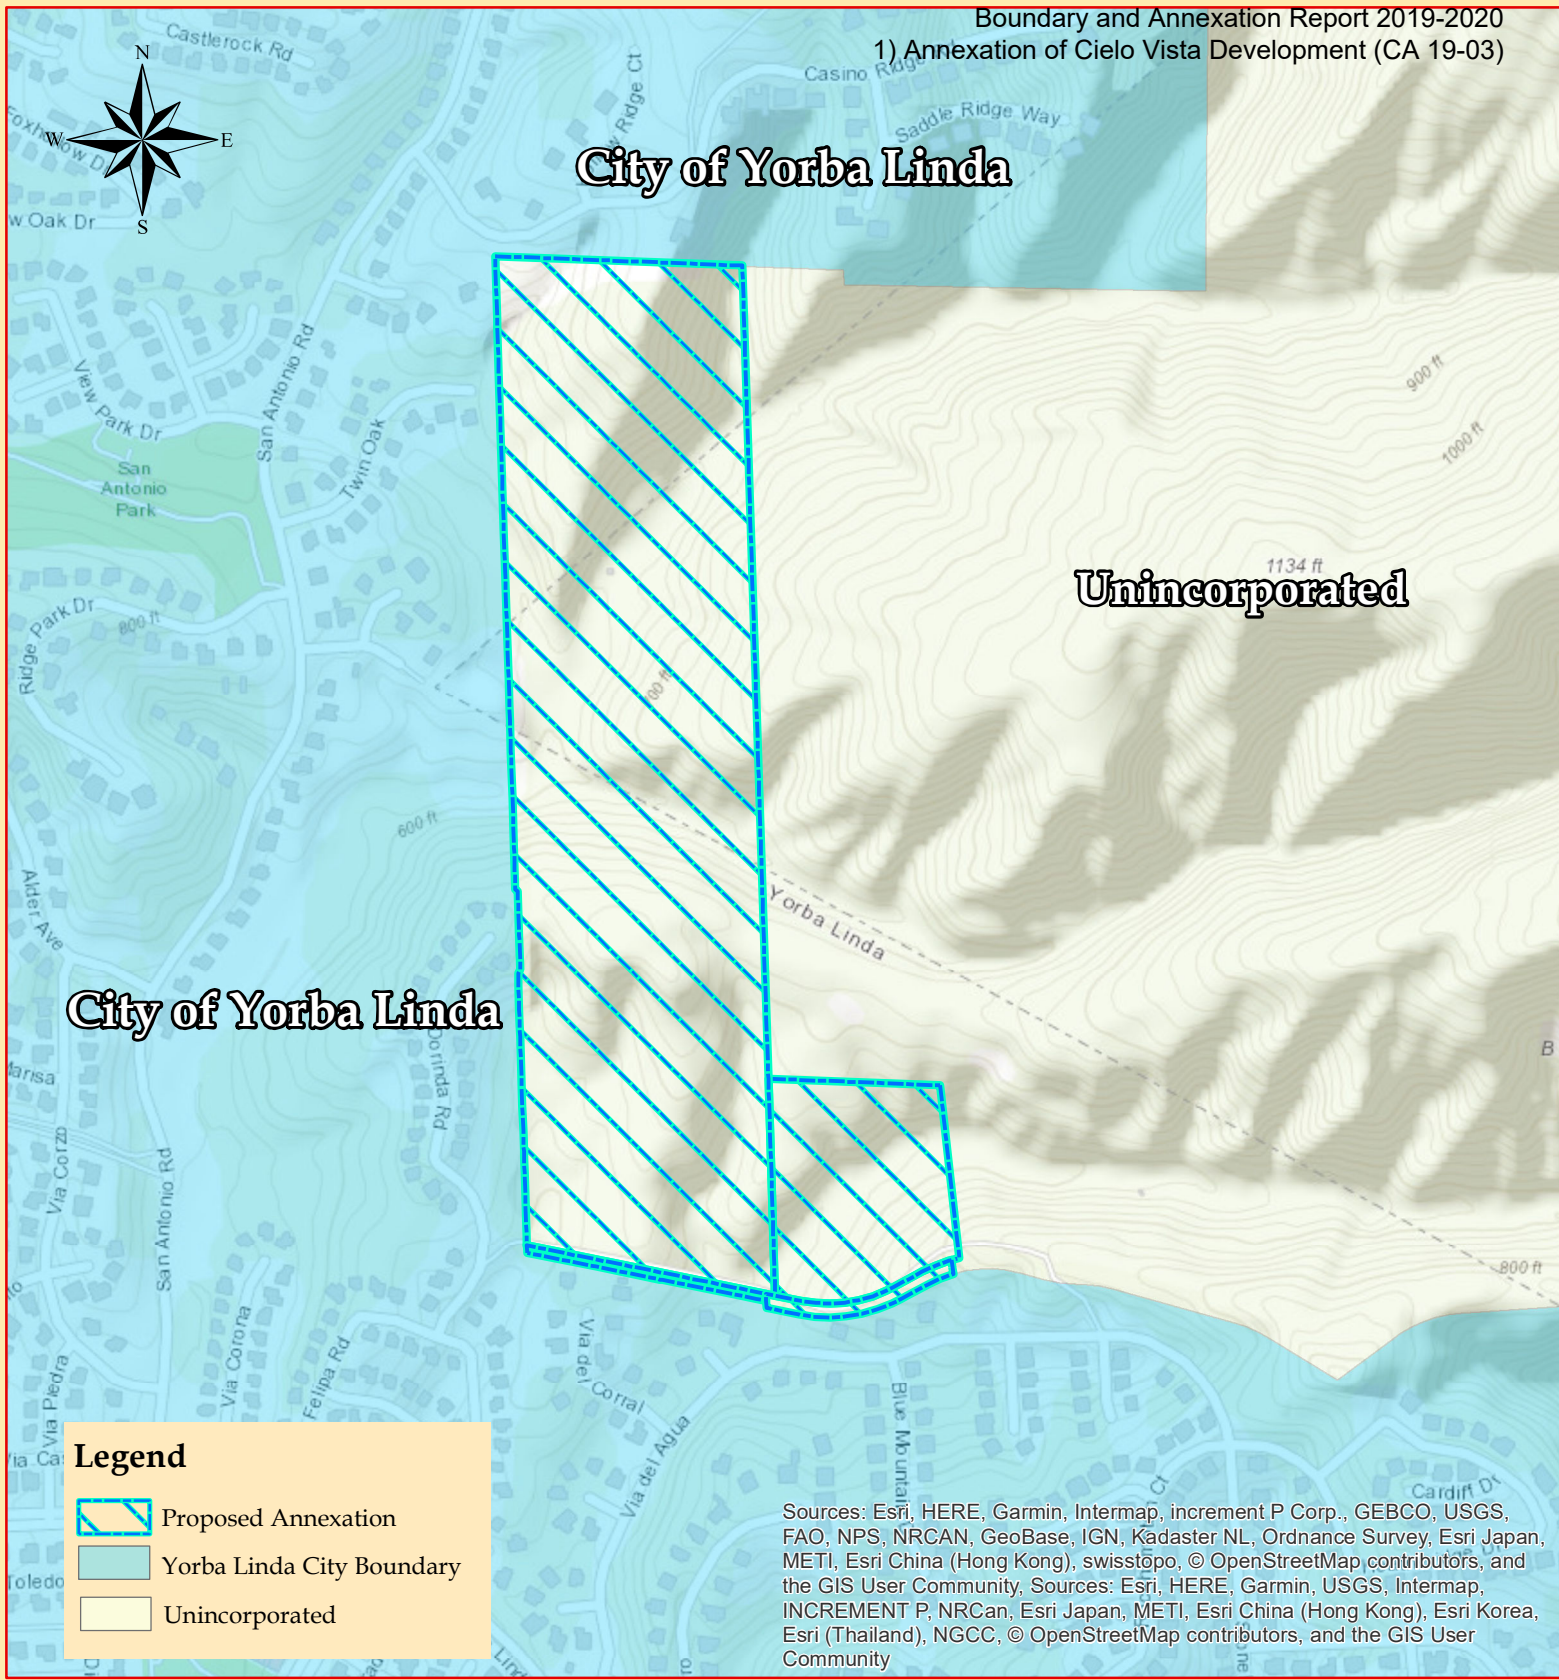 Boundary and Annexation Report 2019-2020
1) Annexation of Cielo Vista Development (CA 19-03)
Castlerock Rd
N
W
E
S
w Oak Dr
Casino Ridge
Saddle Ridge Way
Ridge Ct
City of Yorba Linda
View Park Dr
San Antonio Rd
Twin Oak
San
Antonio
Park
900 ft
1000 ft
1134 ft
Unincorporated
Ridge Park Dr
800 ft
00 ft
600 ft
Alder Ave
Yorba Linda
City of Yorba Linda
Dorinda Rd
B
Marisa
Via Corzo
San Antonio Rd
800 ft
Via Corona
Felipa Rd
Via Piedra
Via del Corral
Via del Agua
Blue Mountain
Via Ca
Cardiff Dr
Toledo
Legend
Proposed Annexation
Yorba Linda City Boundary
Unincorporated
Sources: Esri, HERE, Garmin, Intermap, increment P Corp., GEBCO, USGS,
FAO, NPS, NRCAN, GeoBase, IGN, Kadaster NL, Ordnance Survey, Esri Japan,
METI, Esri China (Hong Kong), swisstopo, © OpenStreetMap contributors, and
the GIS User Community, Sources: Esri, HERE, Garmin, USGS, Intermap,
INCREMENT P, NRCan, Esri Japan, METI, Esri China (Hong Kong), Esri Korea,
Esri (Thailand), NGCC, © OpenStreetMap contributors, and the GIS User
Community